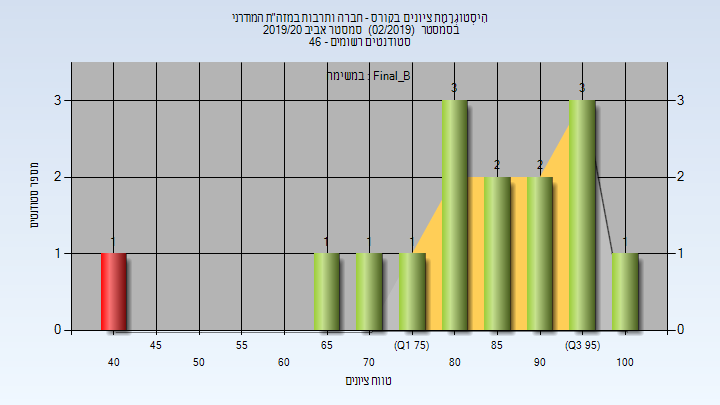 היסטוגרמת ציונים בקורס - חברה ותרבות במזה"ת המודרני
בסמסטר (02/2019) סמסטר אביב 2019/20
סטודנטים רשומים - 46
במשימה : Final_B
מספר סטודנטים
3 3
2 2
1 1
0 0
1 1 1 1 3 2 2 3 1
40 45 50 55 60 65 70 (Q1 75) 80 85 90 (Q3 95) 100
טווח ציונים